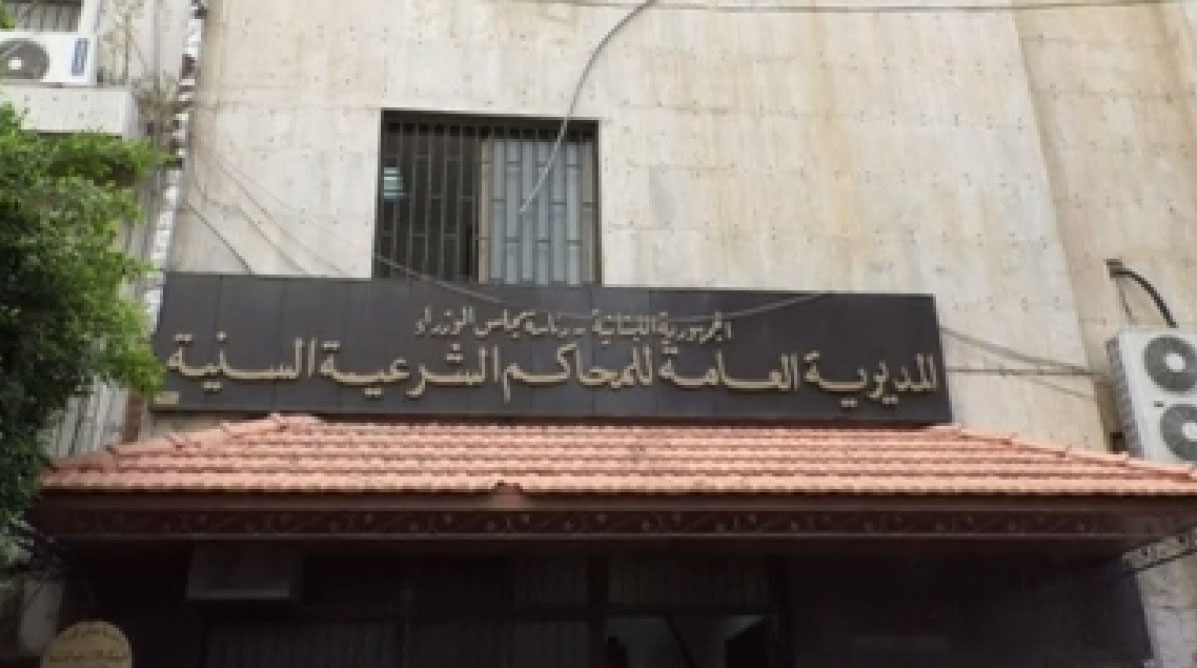 الجمهورية اللبنانية - رئاسة مجلس الوزراء
المديرية العامة للمحاكم الشرعية السنية